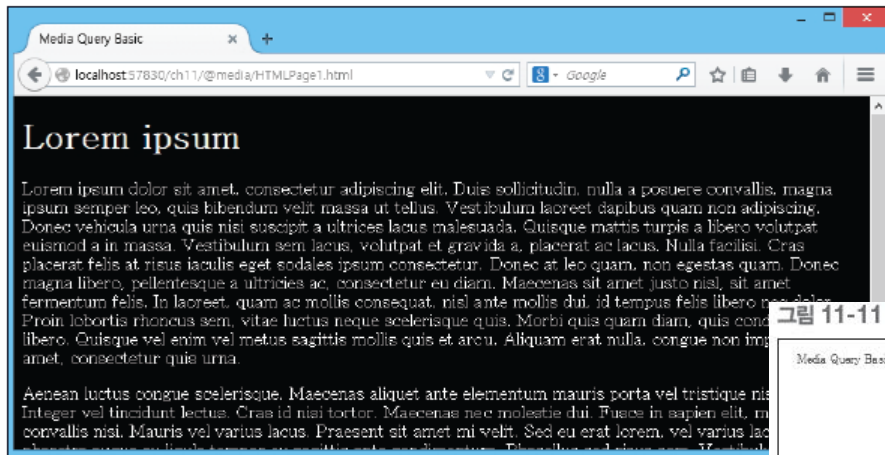 Media Query Basic
localhost:57830/ch11/@media/HTMLPage1.html
Google
Lorem ipsum
Lorem ipsum dolor sit amet, consectetur adipiscing elit. Duis sollicitudin, nulla a posuere convallis, magna
ipsum semper leo, quis bibendum velit massa ut tellus. Vestibulum laoreet dapibus quam non adipiscing.
Donec vehicula urna quis nisi suscipit a ultrices lacus malesuada. Quisque mattis turpis a libero volutpat
euismod a in massa. Vestibulum sem lacus, volutpat et gravida a, placerat ac lacus. Nulla facilisi. Cras
placerat felis at risus iaculis eget sodales ipsum consectetur. Donec at leo quam, non egestas quam. Donec
magna libero, pellentesque a ultricies ac, consectetur eu diam. Maecenas sit amet justo nisl, sit amet
fermentum felis. In laoreet, quam ac mollis consequat, nisl ante mollis dui, id tempus felis libero
Proin lobortis rhoncus sem, vitae luctus neque scelerisque quis. Morbi quis quam diam, quis cond
libero. Quisque vel enim vel metus sagittis mollis quis et arcu. Aliquam erat nulla, congue non imp
amet, consectetur quis urna.
Aenean luctus congue scelerisque. Maecenas aliquet ante elementum mauris porta vel tristique nis
Integer vel tincidunt lectus. Cras id nisi tortor. Maecenas nec molestie dui. Fusce in sapien elit, m
convallis nisi. Mauris vel varius lacus. Praesent sit amet mi velit. Sed eu erat lorem, vel varius lac
그림 11-11
Media Query Basi